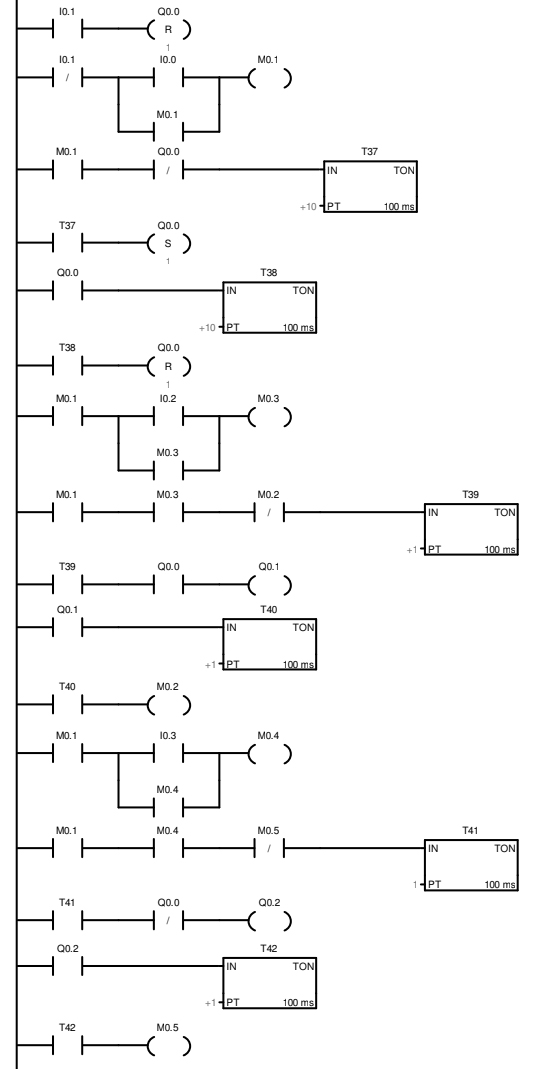 I0.1 Q0.0
R
1
I0.1 I0.0 M0.1
/
M0.1
M0.1 Q0.0 T37
/ IN TON
+10 PT 100 ms
T37 Q0.0
S
1
Q0.0 T38
IN TON
+10 PT 100 ms
T38 Q0.0
R
1
M0.1 I0.2 M0.3
M0.3
M0.1 M0.3 M0.2 T39
/ IN TON
+1 PT 100 ms
T39 Q0.0 Q0.1
Q0.1 T40
IN TON
+1 PT 100 ms
T40 M0.2
M0.1 I0.3 M0.4
M0.4
M0.1 M0.4 M0.5 T41
/ IN TON
1 PT 100 ms
T41 Q0.0 Q0.2
/
Q0.2 T42
IN TON
+1 PT 100 ms
T42 M0.5